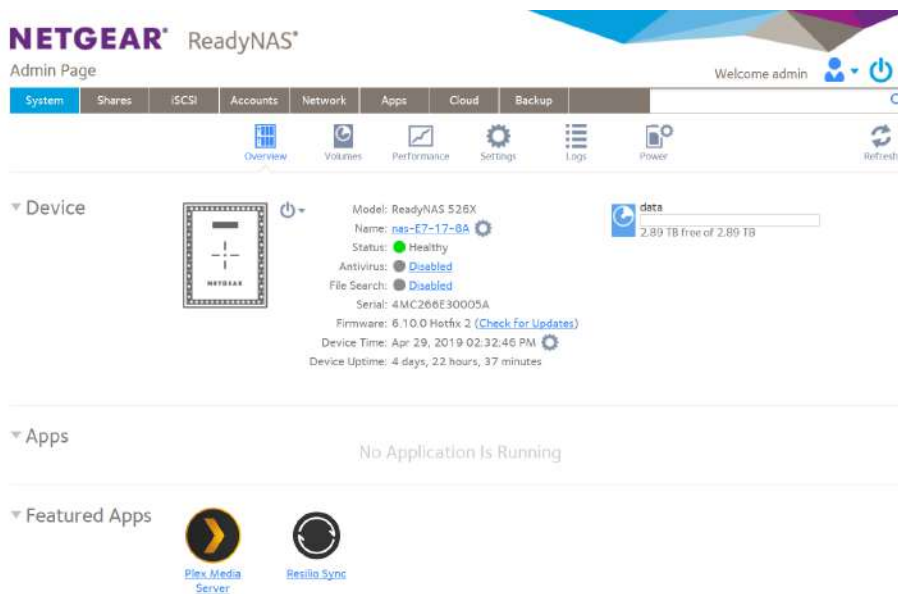 NETGEAR® ReadyNAS®
Admin Page
Welcome admin
System Shares iSCSI Accounts Network Apps Cloud Backup
Overview Volumes Performance Settings Logs Power Refresh
Device
NETGEAR
Model: ReadyNAS 526X
Name: nas-E7-17-6A
Status: Healthy
Antivirus: Disabled
File Search: Disabled
Serial: 4MC266E30005A
Firmware: 6.10.0 Hotfix 2 (Check for Updates)
Device Time: Apr 29, 2019 02:32:46 PM
Device Uptime: 4 days, 22 hours, 37 minutes
data
2.89 TB free of 2.89 TB
Apps
No Application Is Running
Featured Apps
Plex Media
Server
Resilio Sync